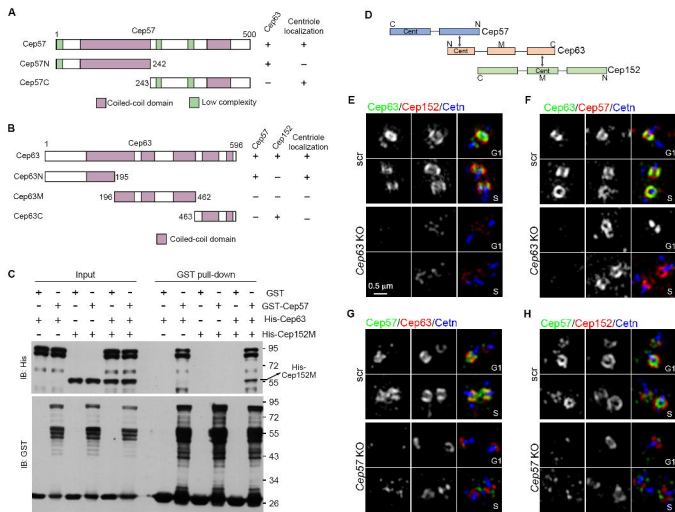 A
1 Cep57 500
Cep63
Centriole localization
Cep57 + +
Cep57N 242 + –
Cep57C 243 – +
Coiled-coil domain Low complexity
B
1 Cep63 596
Cep57
Cep152
Centriole localization
Cep63 + + +
Cep63N 195 + – +
Cep63M 196 462 – – –
Cep63C 463 – + –
Coiled-coil domain
C
Input GST pull-down
GST
GST-Cep57
His-Cep63
His-Cep152M
IB: His
95
72
55
His-Cep152M
IB: GST
95
72
55
43
34
26
D
C Cent N Cep57
N Cent M C Cep63
C Cent M N Cep152
E
Cep63/Cep152/Cetn
scr
G1
S
Cep63 KO
G1
S
0.5 μm
F
Cep63/Cep57/Cetn
G1
S
G1
S
G
Cep57/Cep63/Cetn
scr
G1
S
Cep57 KO
G1
S
H
Cep57/Cep152/Cetn
scr
G1
S
Cep57 KO
G1
S